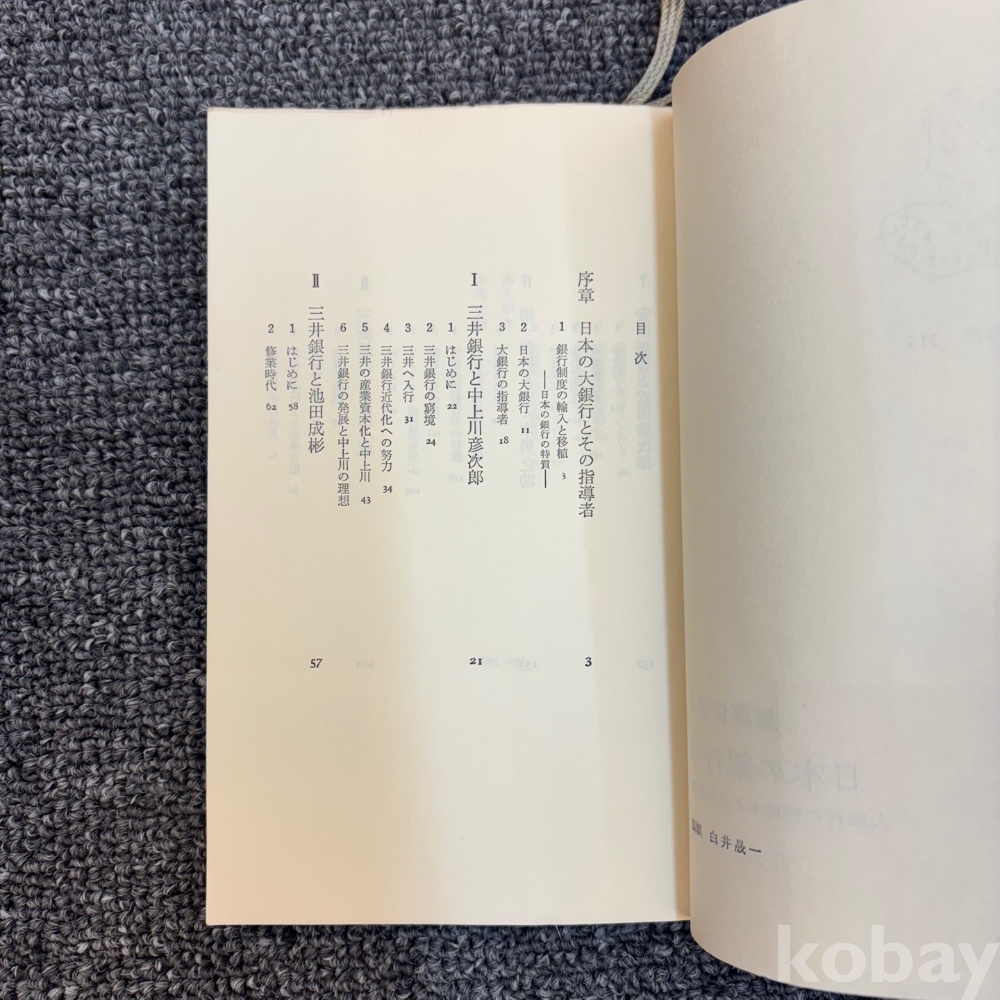 目次
序章 日本の大銀行とその指導者 3
1 銀行制度の輸入と移植 3
――日本の銀行の特質――
2 日本の大銀行 11
3 大銀行の指導者 18
I 三井銀行と中上川彦次郎 21
1 はじめに 22
2 三井銀行の窮境 24
3 三井へ入行 31
4 三井銀行近代化への努力 34
5 三井の産業資本化と中上川 43
6 三井銀行の発展と中上川の理想
II 三井銀行と池田成彬 57
1 はじめに 58
2 修業時代 62
白井晟一
kobay